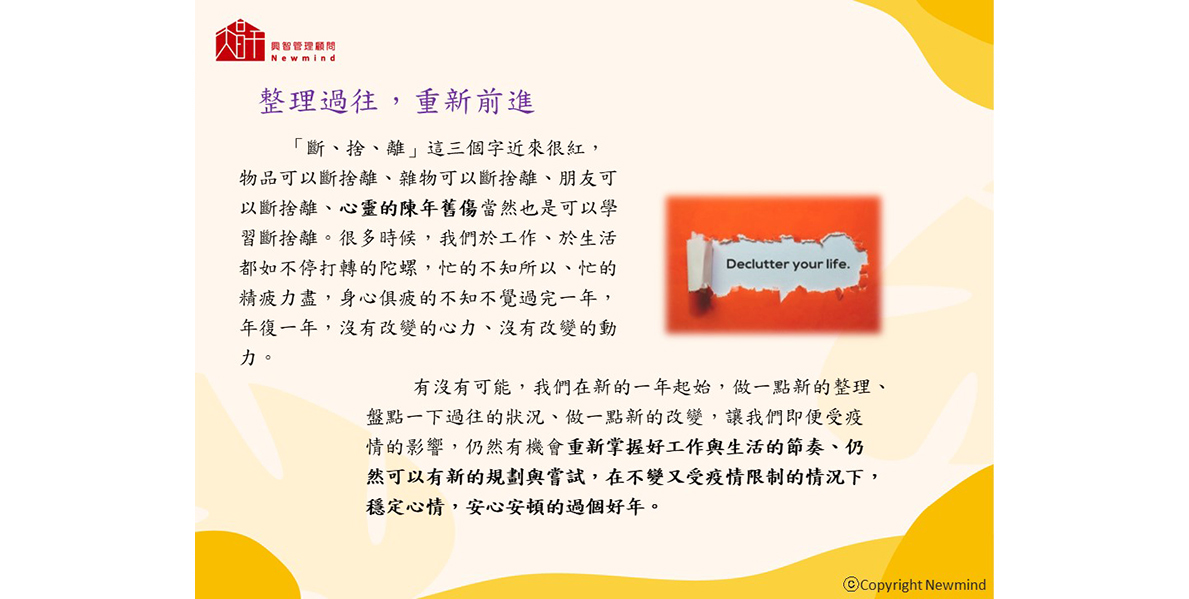 興智管理顧問
Newmind
整理過往，重新前進
「斷、捨、離」這三個字近來很紅，
物品可以斷捨離、雜物可以斷捨離、朋友可
以斷捨離、心靈的陳年舊傷當然也是可以學
習斷捨離。很多時候，我們於工作、於生活
都如不停打轉的陀螺，忙的不知所以、忙的
精疲力盡，身心俱疲的不知不覺過完一年，
年復一年，沒有改變的心力、沒有改變的動
力。
Declutter your life.
有沒有可能，我們在新的一年起始，做一點新的整理、
盤點一下過往的狀況、做一點新的改變，讓我們即便受疫
情的影響，仍然有機會重新掌握好工作與生活的節奏、仍
然可以有新的規劃與嘗試，在不變又受疫情限制的情況下，
穩定心情，安心安頓的過個好年。
©Copyright Newmind